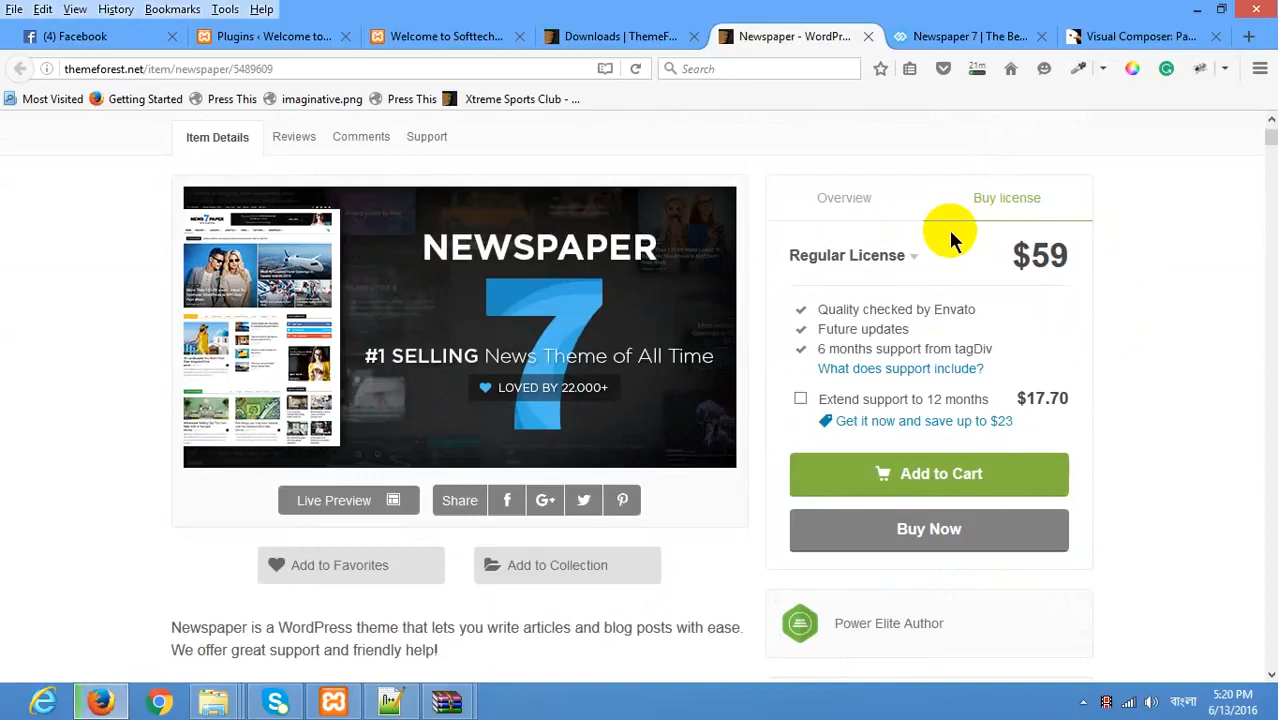 File Edit View History Bookmarks Tools Help
(4) Facebook
Plugins ‹ Welcome to...
Welcome to Softtech...
Downloads | ThemeF...
Newspaper - WordPr...
Newspaper 7 | The Be...
Visual Composer: Pa...
themeforest.net/item/newspaper/5489609
Search
21m
Most Visited Getting Started Press This imaginative.png Press This Xtreme Sports Club - ...
Item Details Reviews Comments Support
NEWSPAPER
7
#1 SELLING News Theme of All Time
LOVED BY 22.000+
Live Preview Share
Add to Favorites Add to Collection
Newspaper is a WordPress theme that lets you write articles and blog posts with ease.
We offer great support and friendly help!
Overview Buy license
Regular License $59
Quality checked by Envato
Future updates
6 months support from tagDiv
What does support include?
Extend support to 12 months $17.70
Get it now and save up to $23
Add to Cart
Buy Now
Power Elite Author
বাংলা
5:20 PM
6/13/2016